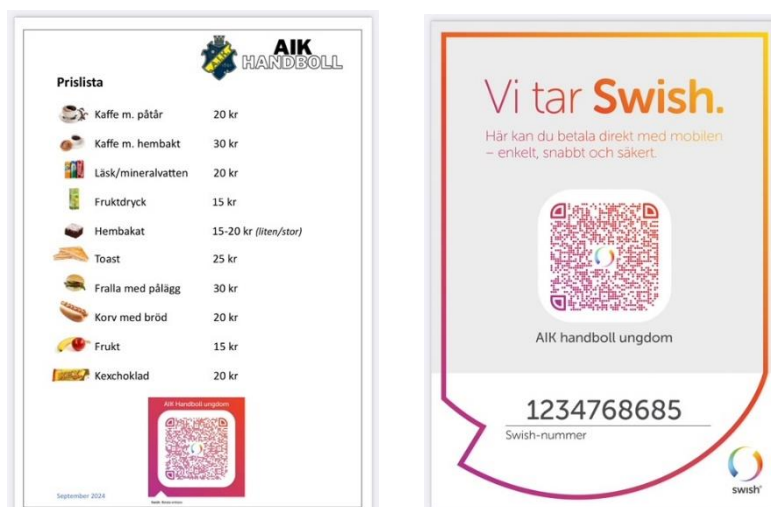 AIK
HANDBOLL
Prislista
Kaffe m. påtår 20 kr
Kaffe m. hembakt 30 kr
Läsk/mineralvatten 20 kr
Fruktdryck 15 kr
Hembakat 15-20 kr (liten/stor)
Toast 25 kr
Fralla med pålägg 30 kr
Korv med bröd 20 kr
Frukt 15 kr
Kexchoklad 20 kr
AIK Handboll ungdom
September 2024
Vi tar Swish.
Här kan du betala direkt med mobilen
– enkelt, snabbt och säkert.
AIK handboll ungdom
1234768685
Swish-nummer
swish®